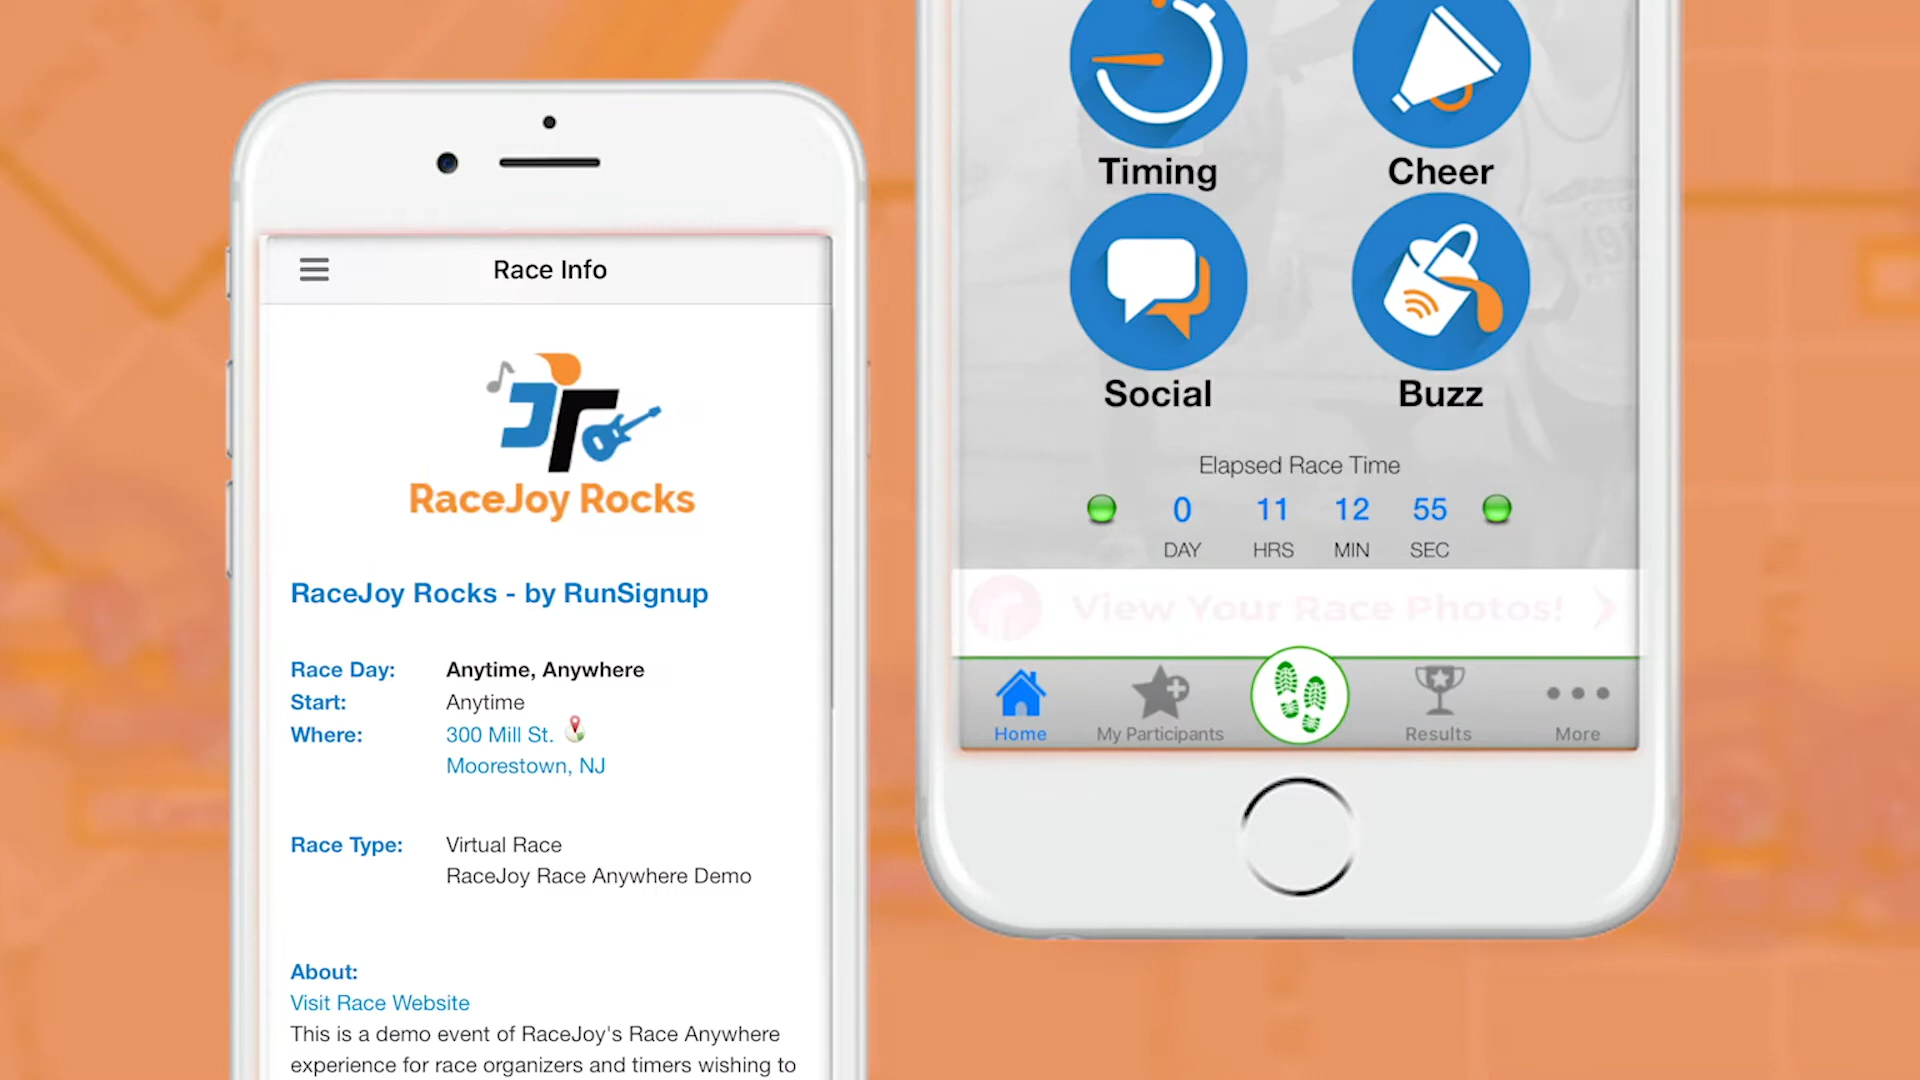 Race Info
RaceJoy Rocks
RaceJoy Rocks - by RunSignup
Race Day: Anytime, Anywhere
Start: Anytime
Where: 300 Mill St.
Moorestown, NJ
Race Type: Virtual Race
RaceJoy Race Anywhere Demo
About:
Visit Race Website
This is a demo event of RaceJoy's Race Anywhere
experience for race organizers and timers wishing to
Timing Cheer
Social Buzz
Elapsed Race Time
0 11 12 55
DAY HRS MIN SEC
View Your Race Photos!
Home My Participants Results More